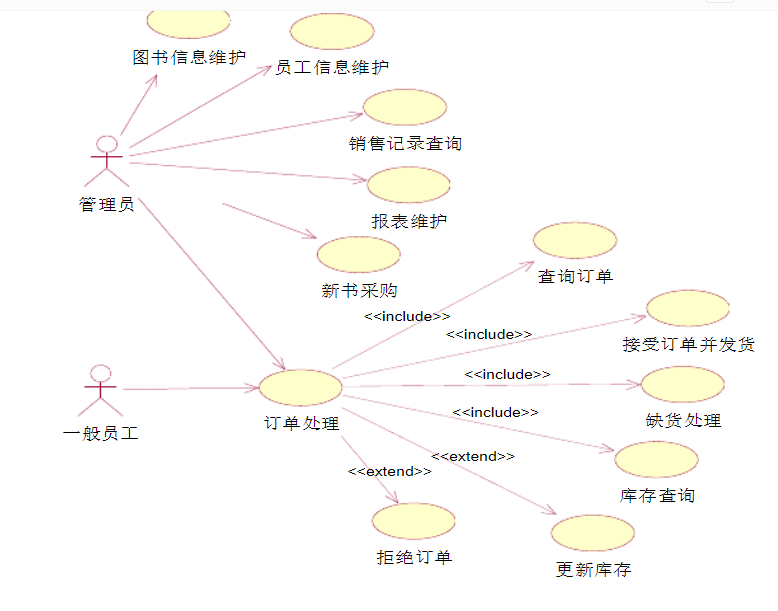 图书信息维护
员工信息维护
销售记录查询
管理员
报表维护
新书采购
查询订单
<<include>>
<<include>>
接受订单并发货
<<include>>
<<include>>
缺货处理
一般员工
订单处理
<<extend>>
<<extend>>
库存查询
拒绝订单
更新库存